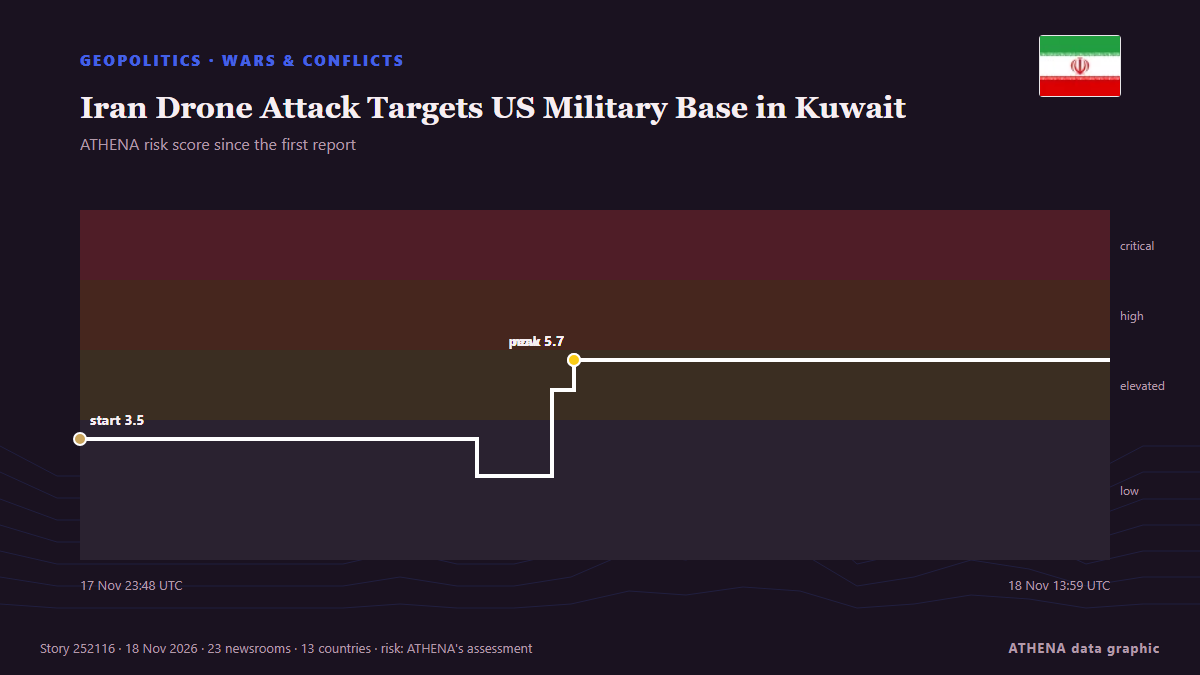 GEOPOLITICS · WARS & CONFLICTS
Iran Drone Attack Targets US Military Base in Kuwait
ATHENA risk score since the first report
critical
high
peak 5.7
elevated
start 3.5
low
17 Nov 23:48 UTC
18 Nov 13:59 UTC
Story 252116 · 18 Nov 2026 · 23 newsrooms · 13 countries · risk: ATHENA's assessment
ATHENA data graphic